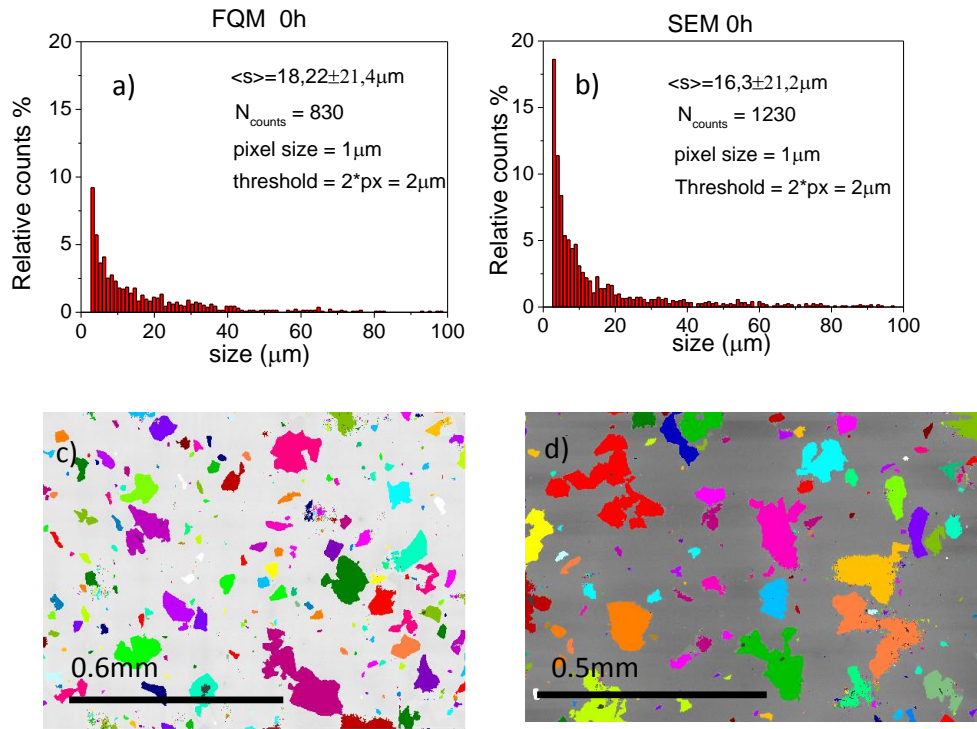 FQM 0h
20
15
10
5
0
Relative counts %
a)
<s>=18,22±21,4μm
N_counts = 830
pixel size = 1μm
threshold = 2*px = 2μm
0 20 40 60 80 100
size (μm)
SEM 0h
20
15
10
5
0
Relative counts %
b)
<s>=16,3±21,2μm
N_counts = 1230
pixel size = 1μm
Threshold = 2*px = 2μm
0 20 40 60 80 100
size (μm)
c)
0.6mm
d)
0.5mm